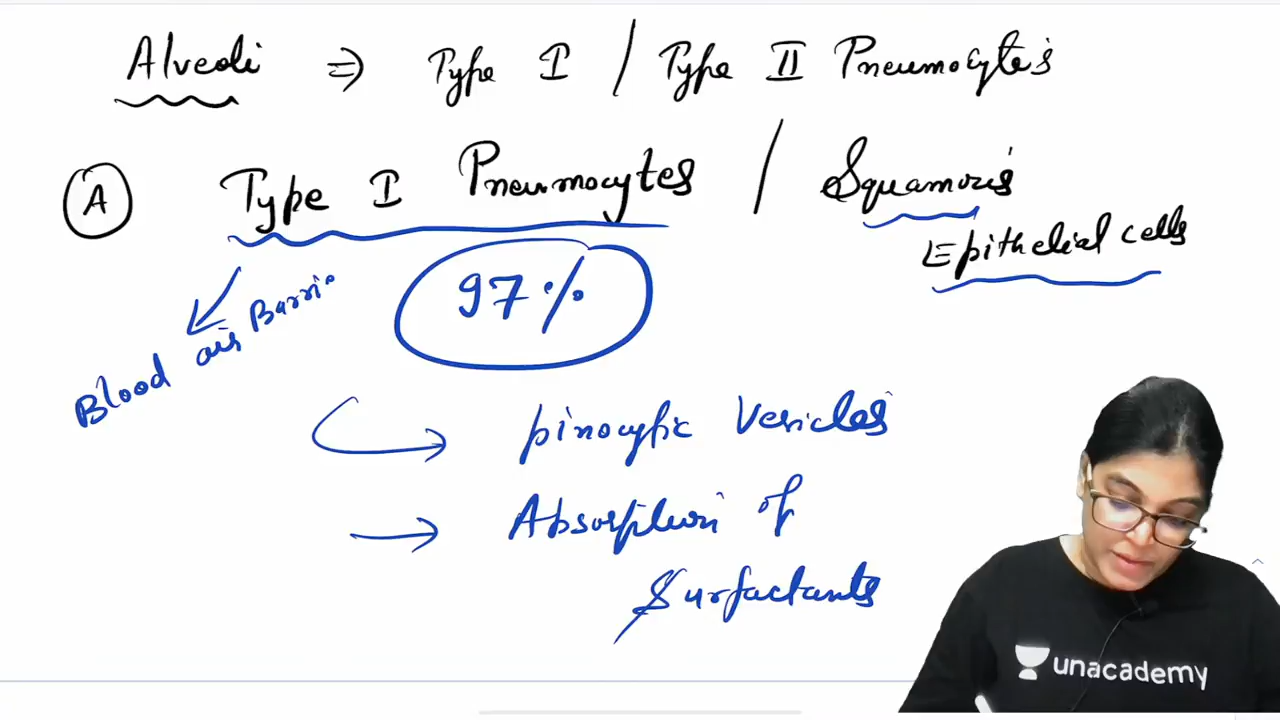 Alveoli ⇒ Type I / Type II Pneumocytes
A Type I Pneumocytes / Squamous
Epithelial cells
97%
Blood air Barrie
→ pinocytic Vesicles
→ Absorption of
Surfactants
unacademy